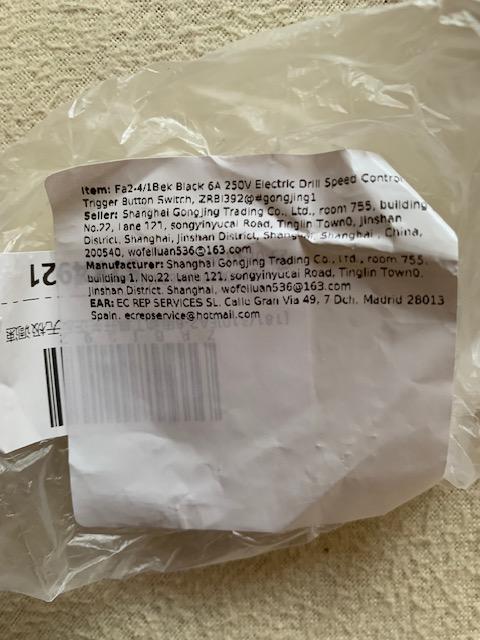 Item: Fa2-4/1Bek Black 6A 250V Electric Drill Speed Control
Trigger Button Switch, ZRBI392@#gongjing1
Seller: Shanghai Gongjing Trading Co., Ltd., room 755, building
No.22, Lane 121, songyinyucai Road, Tinglin Town0, Jinshan
District, Shanghai, Jinshan District, Shanghai, Shanghai, China,
200540, wofeiluan536@163.com
Manufacturer: Shanghai Gongjing Trading Co., Ltd., room 755,
building 1, No.22, Lane 121, songyinyucai Road, Tinglin Town0,
Jinshan District, Shanghai, wofeiluan536@163.com
EAR: EC REP SERVICES SL. Calle Gran Via 49, 7 Dch. Madrid 28013
Spain. ecrepservice@hotmail.com
21
无极调速